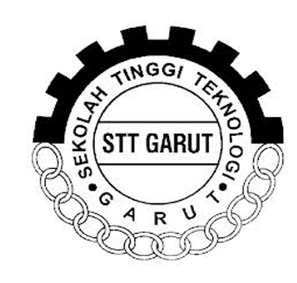 SEKOLAH TINGGI TEKNOLOGI
STT GARUT
• GARUT •